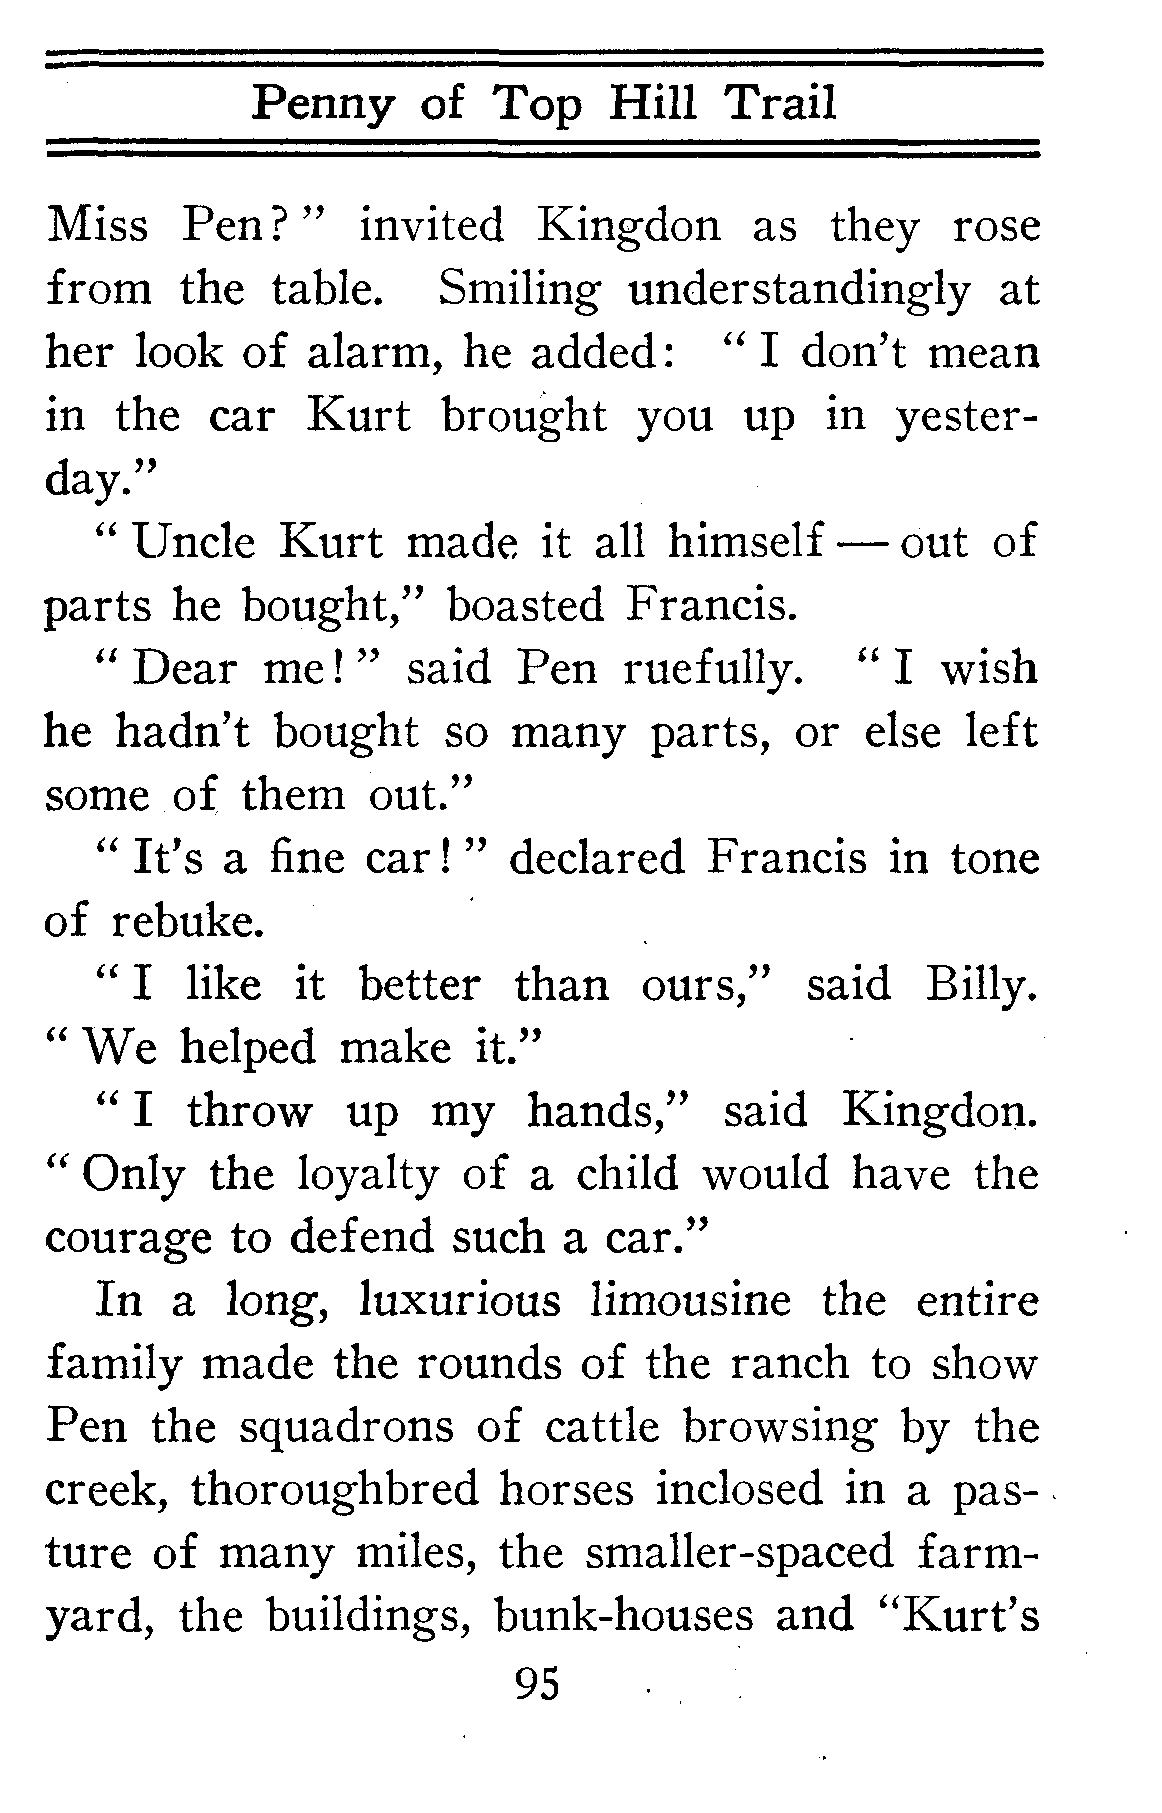 Penny of Top Hill Trail
Miss Pen?" invited Kingdon as they rose
from the table. Smiling understandingly at
her look of alarm, he added: "I don't mean
in the car Kurt brought you up in yester-
day."
"Uncle Kurt made it all himself — out of
parts he bought," boasted Francis.
"Dear me!" said Pen ruefully. "I wish
he hadn't bought so many parts, or else left
some of them out."
"It's a fine car!" declared Francis in tone
of rebuke.
"I like it better than ours," said Billy.
"We helped make it."
"I throw up my hands," said Kingdon.
"Only the loyalty of a child would have the
courage to defend such a car."
In a long, luxurious limousine the entire
family made the rounds of the ranch to show
Pen the squadrons of cattle browsing by the
creek, thoroughbred horses inclosed in a pas-
ture of many miles, the smaller-spaced farm-
yard, the buildings, bunk-houses and "Kurt's
95